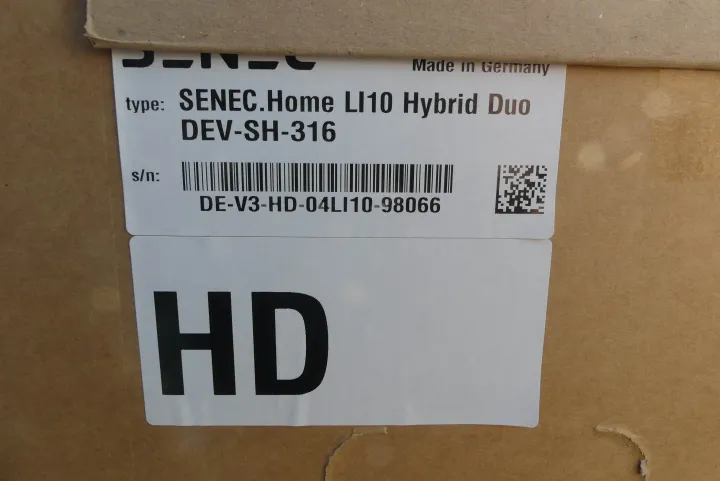 SENEC
Made in Germany
type: SENEC.Home LI10 Hybrid Duo
DEV-SH-316
s/n:
DE-V3-HD-04LI10-98066
HD